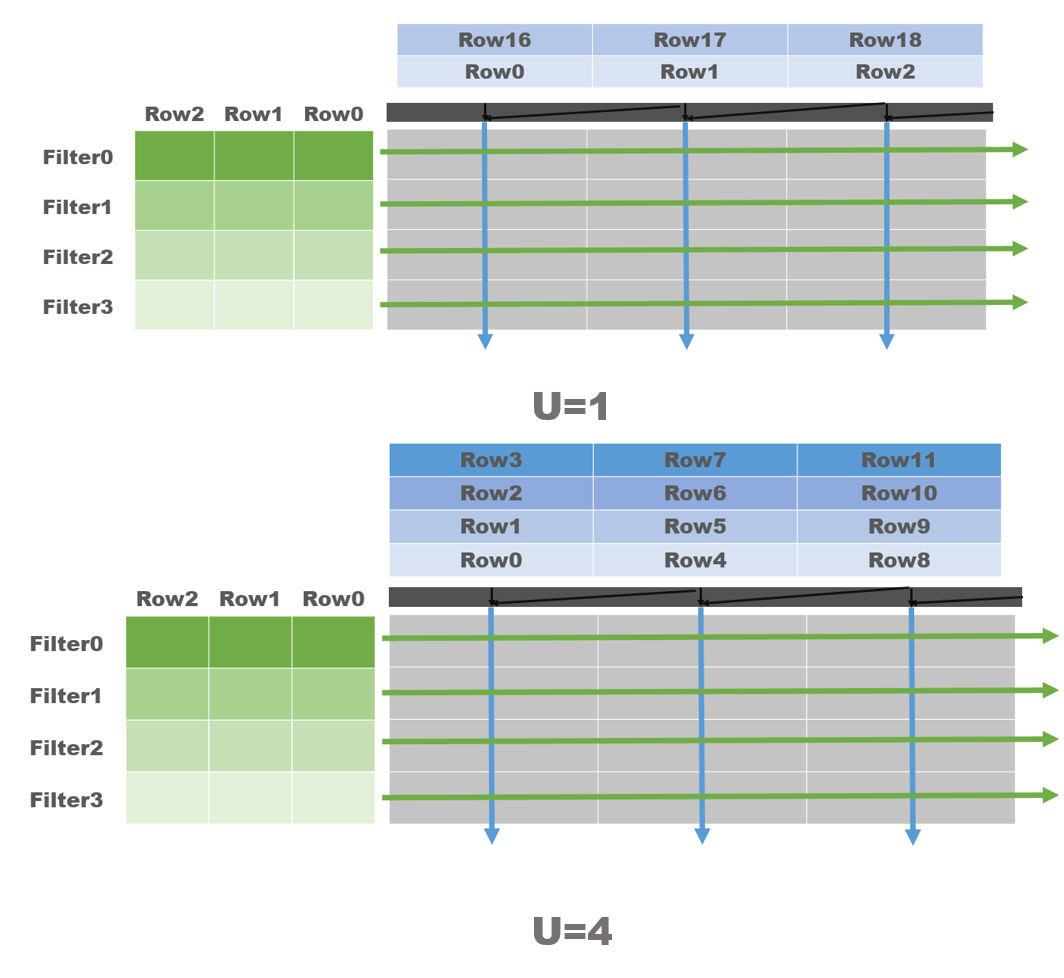 Row16 Row17 Row18
Row0 Row1 Row2
Row2 Row1 Row0
Filter0
Filter1
Filter2
Filter3
U=1
Row3 Row7 Row11
Row2 Row6 Row10
Row1 Row5 Row9
Row0 Row4 Row8
Row2 Row1 Row0
Filter0
Filter1
Filter2
Filter3
U=4